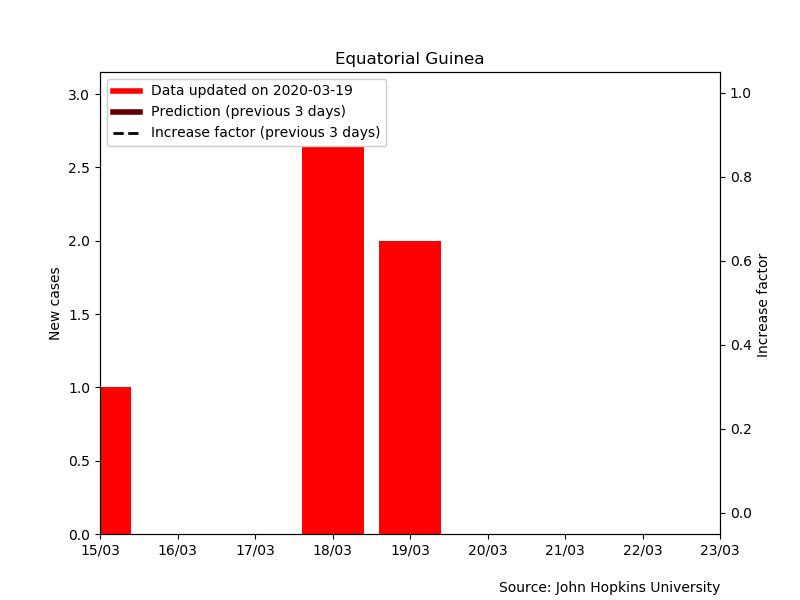 Equatorial Guinea
Data updated on 2020-03-19
Prediction (previous 3 days)
Increase factor (previous 3 days)
New cases
3.0
2.5
2.0
1.5
1.0
0.5
0.0
1.0
0.8
0.6
0.4
0.2
0.0
Increase factor
15/03 16/03 17/03 18/03 19/03 20/03 21/03 22/03 23/03
Source: John Hopkins University